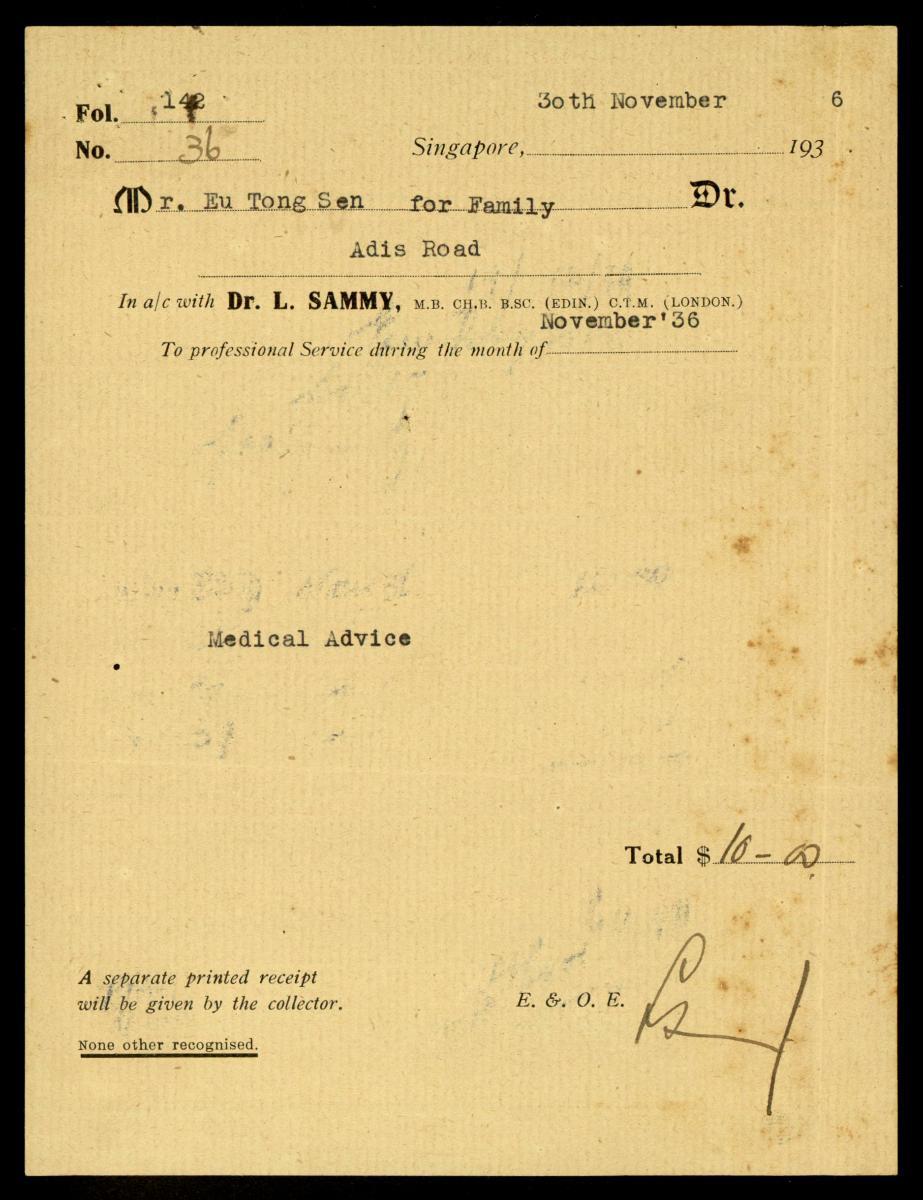 Fol. 142
30th November 6
No. 36
Singapore, 193
Mr. Eu Tong Sen for Family Dr.
Adis Road
In a/c with Dr. L. SAMMY, M.B. CH.B. B.SC. (EDIN.) C.T.M. (LONDON.)
November'36
To professional Service during the month of
Medical Advice
Total $ 10-00
A separate printed receipt
will be given by the collector.
E. &. O. E.
None other recognised.